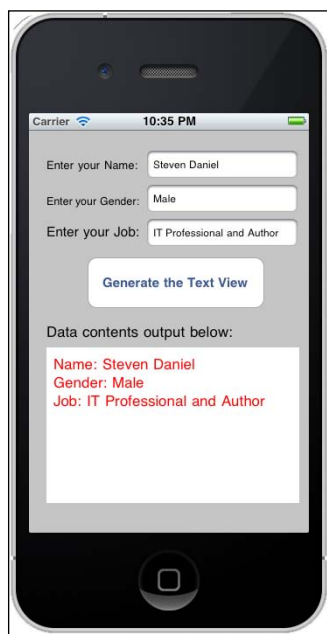 Carrier 10:35 PM
Enter your Name: Steven Daniel
Enter your Gender: Male
Enter your Job: IT Professional and Author
Generate the Text View
Data contents output below:
Name: Steven Daniel
Gender: Male
Job: IT Professional and Author